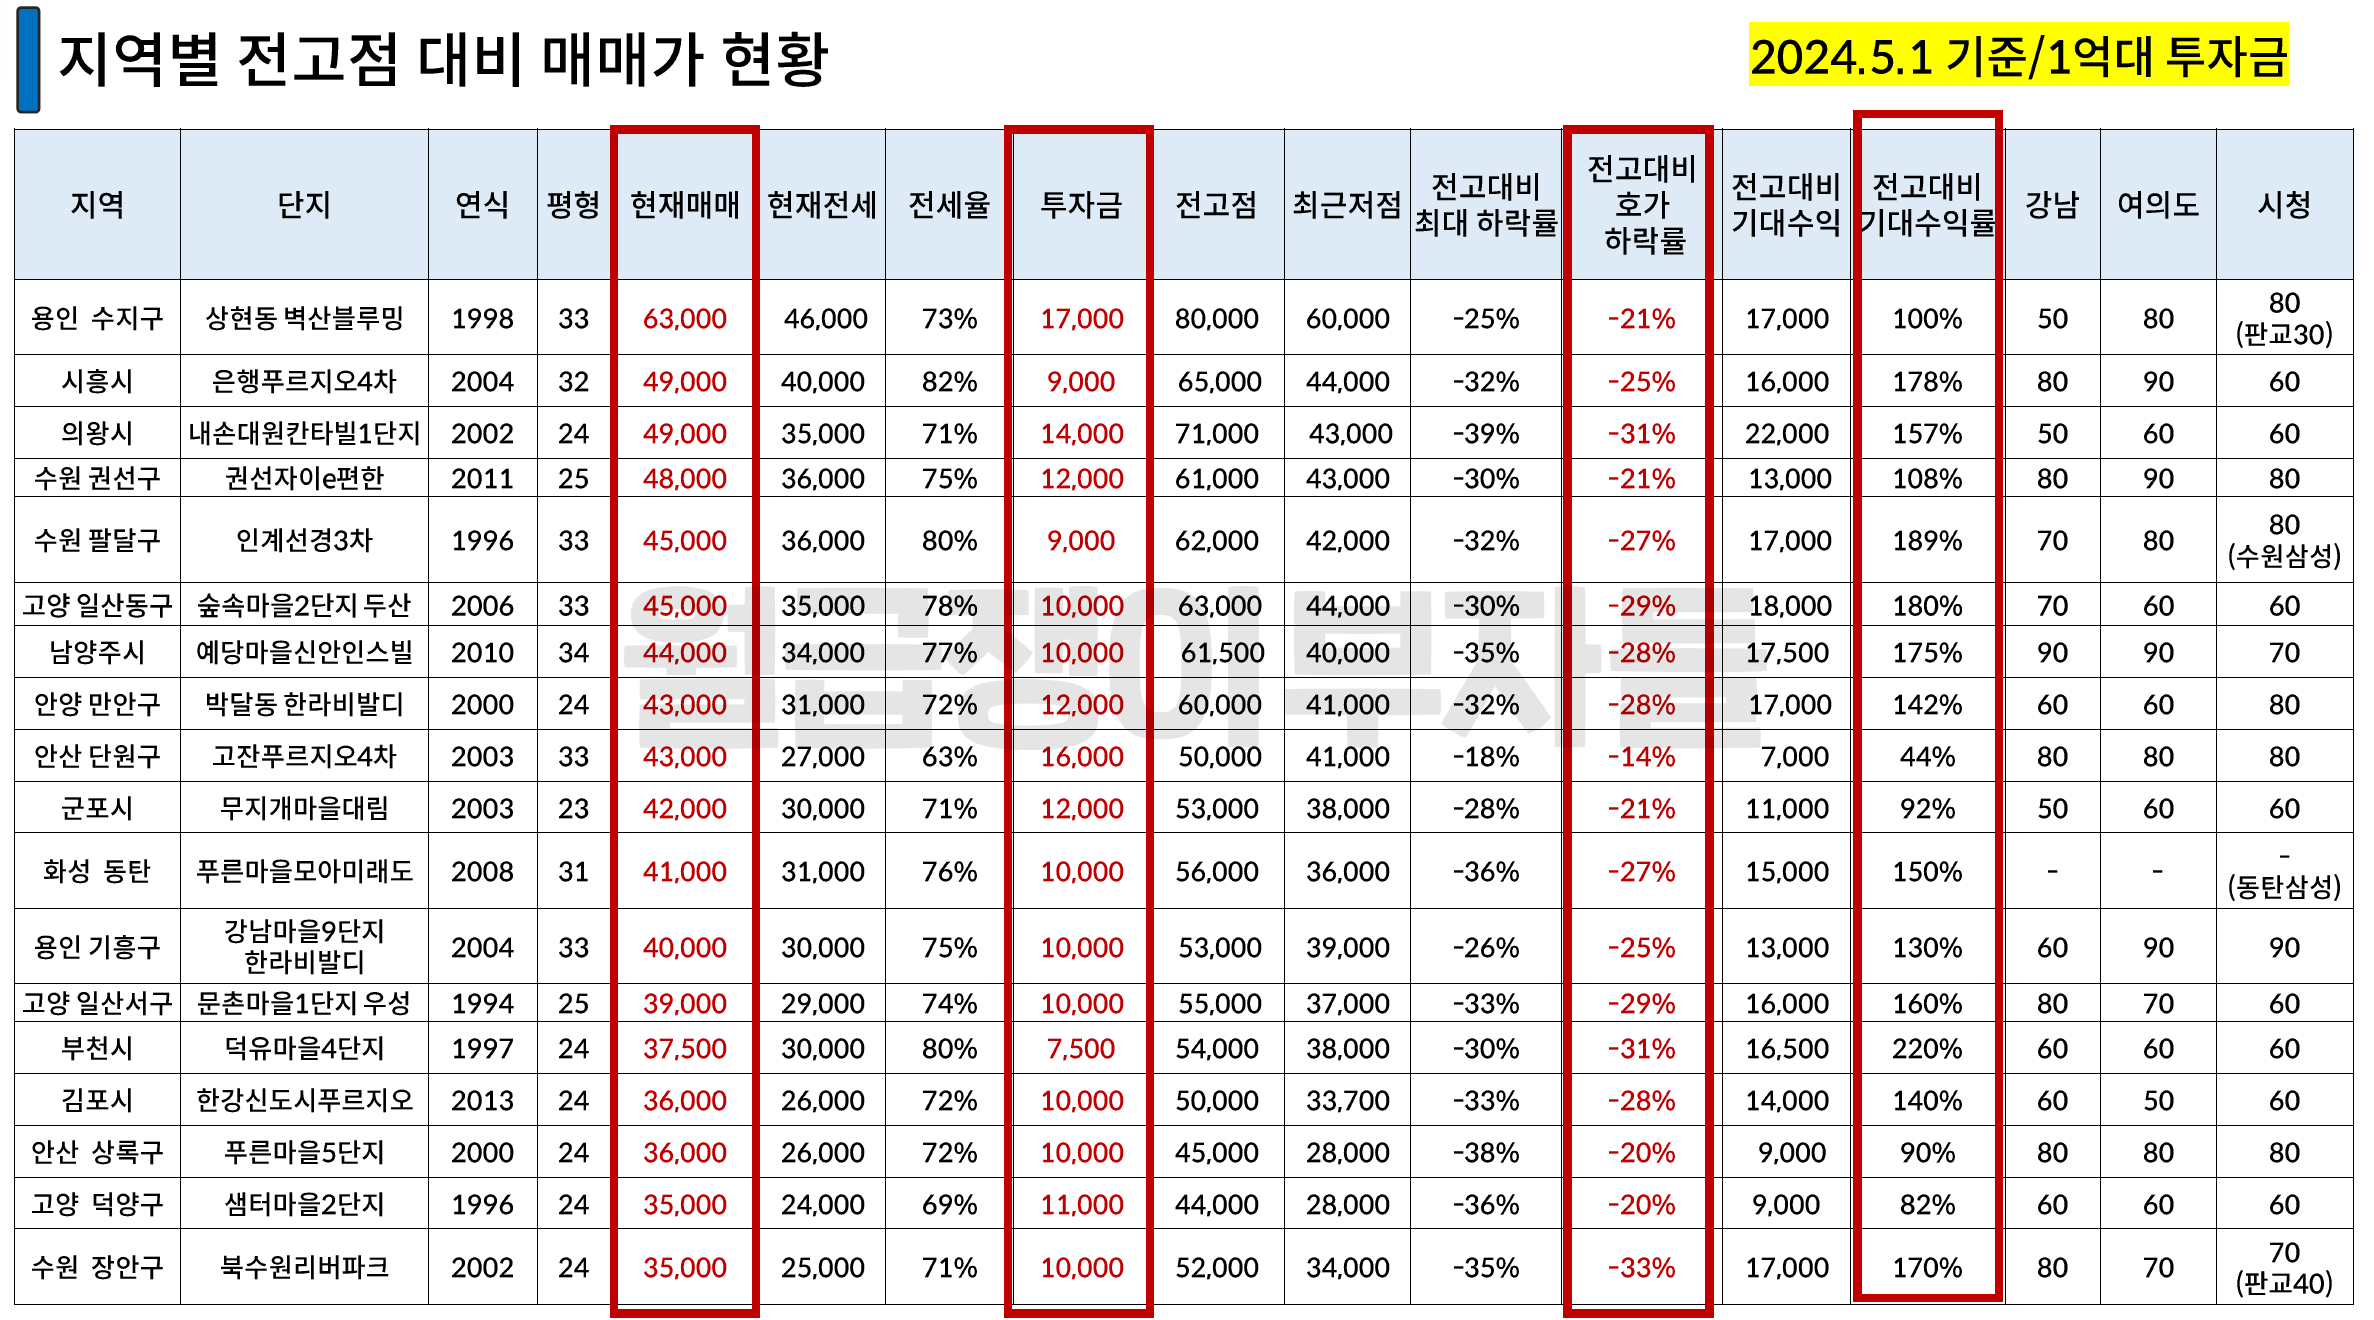 지역별 전고점 대비 매매가 현황
2024.5.1 기준/1억대 투자금
지역 단지 연식 평형 현재매매 현재전세 전세율 투자금 전고점 최근저점 전고대비 최대 하락률 전고대비 호가 하락률 전고대비 기대수익 전고대비 기대수익률 강남 여의도 시청
용인 수지구 상현동 벽산블루밍 1998 33 63,000 46,000 73% 17,000 80,000 60,000 -25% -21% 17,000 100% 50 80 80 (판교30)
시흥시 은행푸르지오4차 2004 32 49,000 40,000 82% 9,000 65,000 44,000 -32% -25% 16,000 178% 80 90 60
의왕시 내손대원칸타빌1단지 2002 24 49,000 35,000 71% 14,000 71,000 43,000 -39% -31% 22,000 157% 50 60 60
수원 권선구 권선자이e편한 2011 25 48,000 36,000 75% 12,000 61,000 43,000 -30% -21% 13,000 108% 80 90 80
수원 팔달구 인계선경3차 1996 33 45,000 36,000 80% 9,000 62,000 42,000 -32% -27% 17,000 189% 70 80 80 (수원삼성)
고양 일산동구 숲속마을2단지 두산 2006 33 45,000 35,000 78% 10,000 63,000 44,000 -30% -29% 18,000 180% 70 60 60
남양주시 예당마을신안인스빌 2010 34 44,000 34,000 77% 10,000 61,500 40,000 -35% -28% 17,500 175% 90 90 70
안양 만안구 박달동 한라비발디 2000 24 43,000 31,000 72% 12,000 60,000 41,000 -32% -28% 17,000 142% 60 60 80
안산 단원구 고잔푸르지오4차 2003 33 43,000 27,000 63% 16,000 50,000 41,000 -18% -14% 7,000 44% 80 80 80
군포시 무지개마을대림 2003 23 42,000 30,000 71% 12,000 53,000 38,000 -28% -21% 11,000 92% 50 60 60
화성 동탄 푸른마을모아미래도 2008 31 41,000 31,000 76% 10,000 56,000 36,000 -36% -27% 15,000 150% - - - (동탄삼성)
용인 기흥구 강남마을9단지 한라비발디 2004 33 40,000 30,000 75% 10,000 53,000 39,000 -26% -25% 13,000 130% 60 90 90
고양 일산서구 문촌마을1단지 우성 1994 25 39,000 29,000 74% 10,000 55,000 37,000 -33% -29% 16,000 160% 80 70 60
부천시 덕유마을4단지 1997 24 37,500 30,000 80% 7,500 54,000 38,000 -30% -31% 16,500 220% 60 60 60
김포시 한강신도시푸르지오 2013 24 36,000 26,000 72% 10,000 50,000 33,700 -33% -28% 14,000 140% 60 50 60
안산 상록구 푸른마을5단지 2000 24 36,000 26,000 72% 10,000 45,000 28,000 -38% -20% 9,000 90% 80 80 80
고양 덕양구 샘터마을2단지 1996 24 35,000 24,000 69% 11,000 44,000 28,000 -36% -20% 9,000 82% 60 60 60
수원 장안구 북수원리버파크 2002 24 35,000 25,000 71% 10,000 52,000 34,000 -35% -33% 17,000 170% 80 70 70 (판교40)
월급쟁이부자들